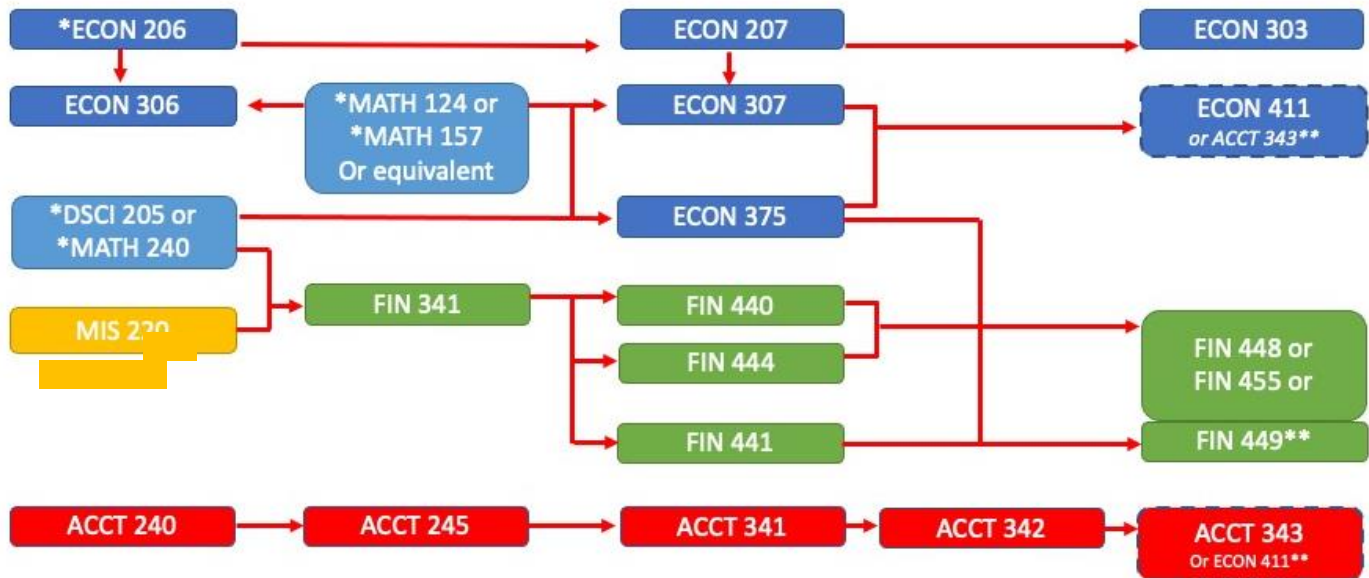 *ECON 206
ECON 207
ECON 303
ECON 306
*MATH 124 or
*MATH 157
Or equivalent
ECON 307
ECON 411
or ACCT 343**
*DSCI 205 or
*MATH 240
ECON 375
MIS
FIN 341
FIN 440
FIN 444
FIN 441
FIN 448 or
FIN 455 or
FIN 449**
ACCT 240
ACCT 245
ACCT 341
ACCT 342
ACCT 343
Or ECON 411**